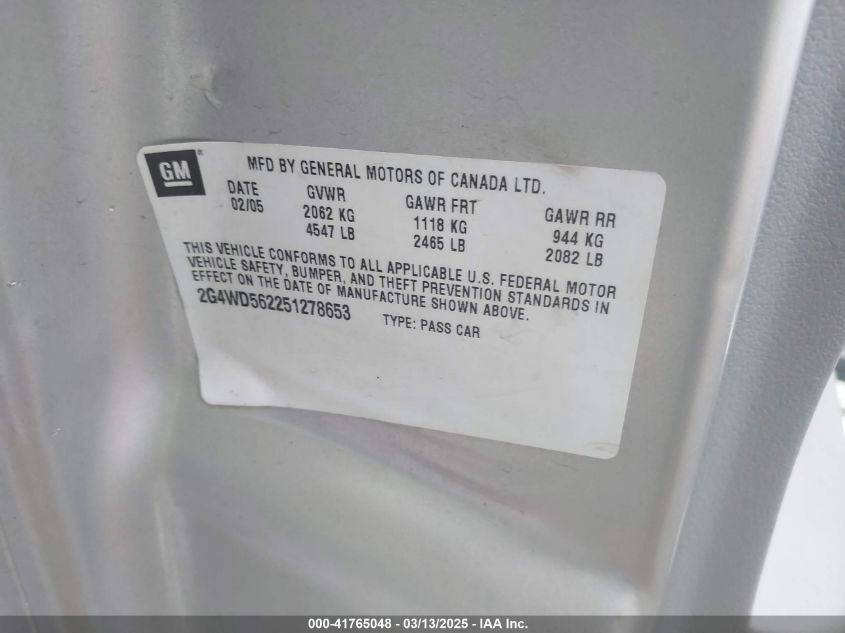 GM®
MFD BY GENERAL MOTORS OF CANADA LTD.
DATE GVWR GAWR FRT GAWR RR
02/05 2062 KG 1118 KG 944 KG
4547 LB 2465 LB 2082 LB
THIS VEHICLE CONFORMS TO ALL APPLICABLE U.S. FEDERAL MOTOR
VEHICLE SAFETY, BUMPER, AND THEFT PREVENTION STANDARDS IN
EFFECT ON THE DATE OF MANUFACTURE SHOWN ABOVE.
2G4WD562251278653 TYPE: PASS CAR
000-41765048 - 03/13/2025 - IAA Inc.